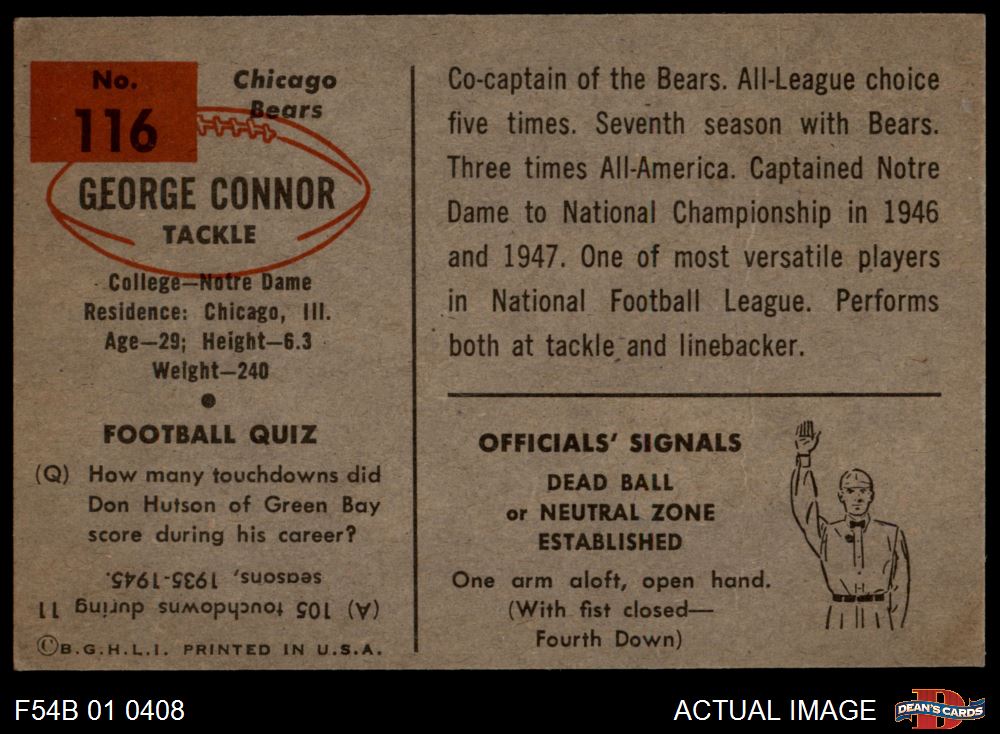 No.
116
Chicago
Bears
GEORGE CONNOR
TACKLE
College—Notre Dame
Residence: Chicago, Ill.
Age—29; Height—6.3
Weight—240
FOOTBALL QUIZ
(Q) How many touchdowns did
Don Hutson of Green Bay
score during his career?
(A) 105 touchdowns during 11
seasons, 1935-1945.
©B.G.H.L.I. PRINTED IN U.S.A.
Co-captain of the Bears. All-League choice
five times. Seventh season with Bears.
Three times All-America. Captained Notre
Dame to National Championship in 1946
and 1947. One of most versatile players
in National Football League. Performs
both at tackle and linebacker.
OFFICIALS' SIGNALS
DEAD BALL
or NEUTRAL ZONE
ESTABLISHED
One arm aloft, open hand.
(With fist closed—
Fourth Down)
F54B 01 0408
ACTUAL IMAGE
D
DEAN'S CARDS